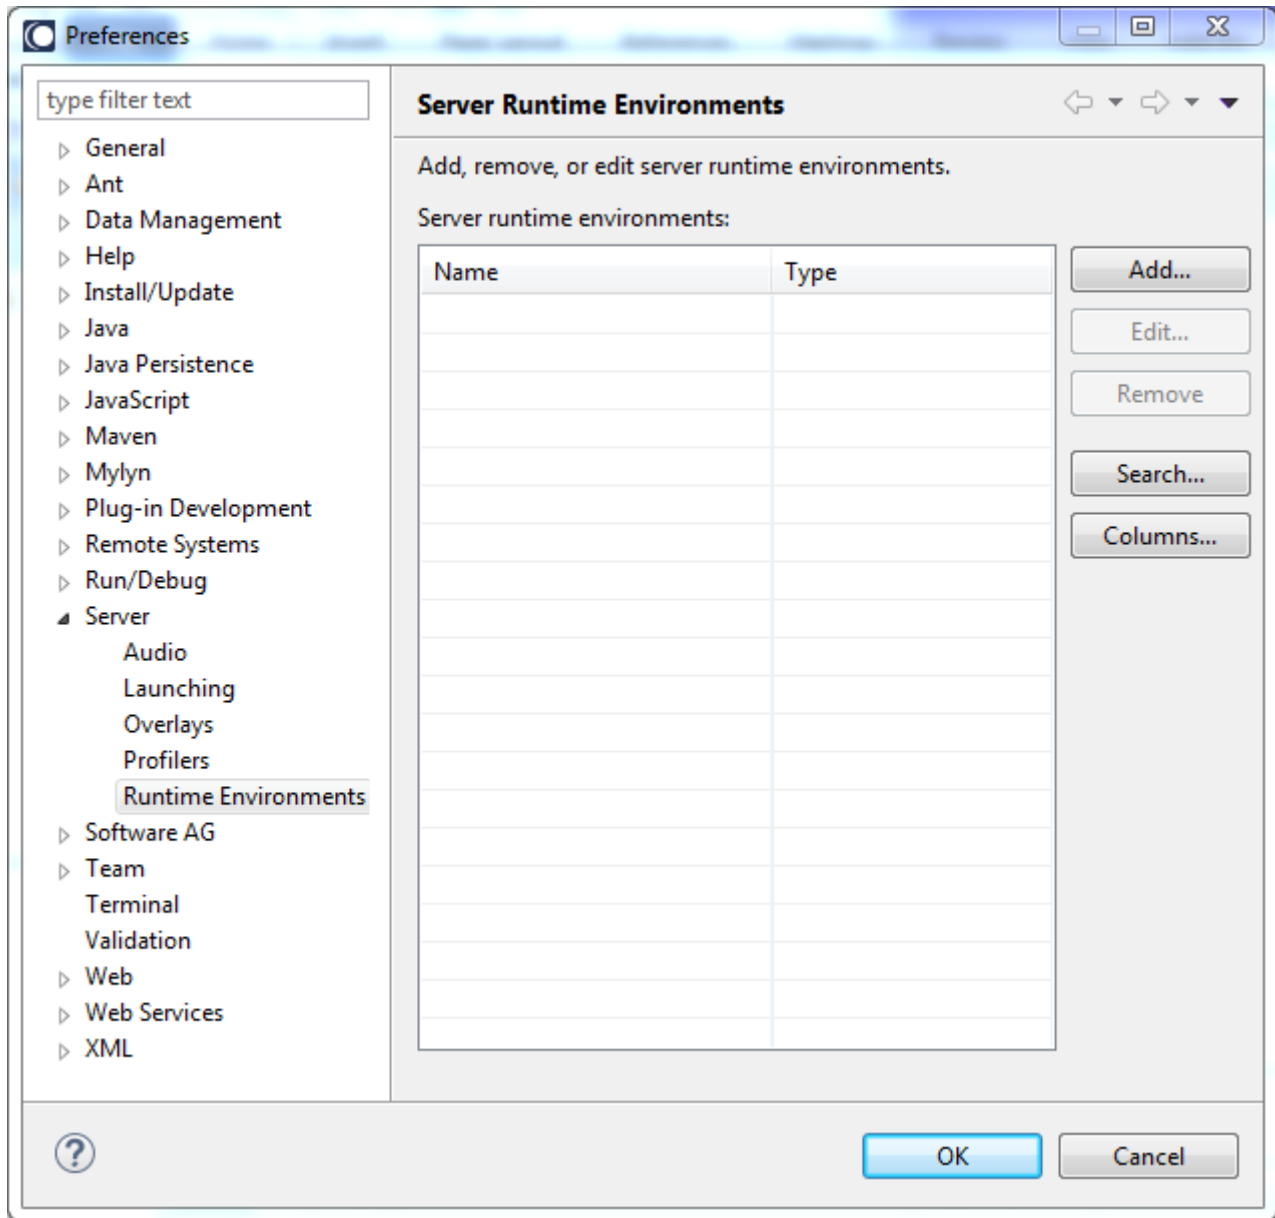 Preferences
type filter text
General
Ant
Data Management
Help
Install/Update
Java
Java Persistence
JavaScript
Maven
Mylyn
Plug-in Development
Remote Systems
Run/Debug
Server
Audio
Launching
Overlays
Profilers
Runtime Environments
Software AG
Team
Terminal
Validation
Web
Web Services
XML
Server Runtime Environments
Add, remove, or edit server runtime environments.
Server runtime environments:
Name Type
Add...
Edit...
Remove
Search...
Columns...
OK Cancel